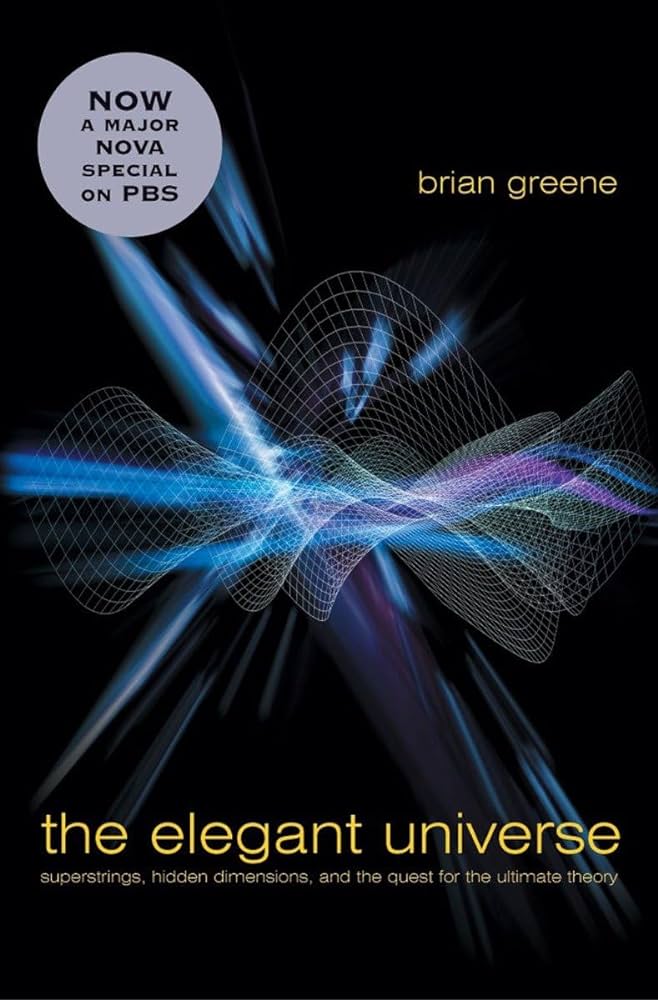 NOW
A MAJOR
NOVA
SPECIAL
ON PBS
brian greene
the elegant universe
superstrings, hidden dimensions, and the quest for the ultimate theory